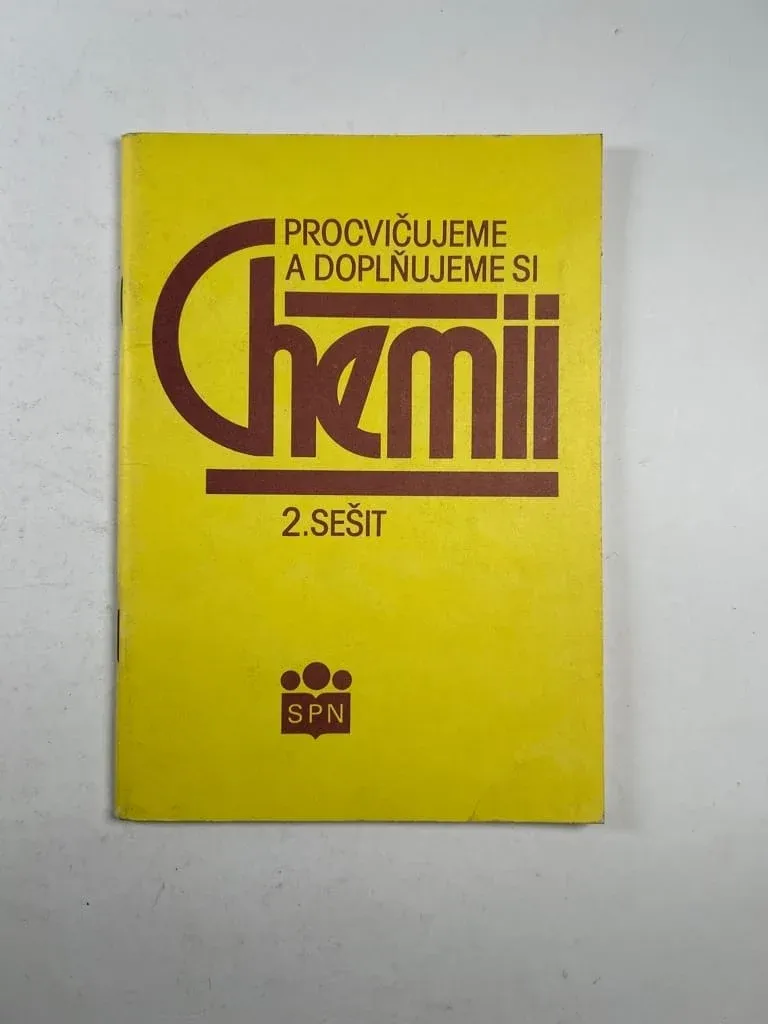 PROCVIČUJEME
A DOPLŇUJEME SI
Chemii
2. SEŠIT
SPN